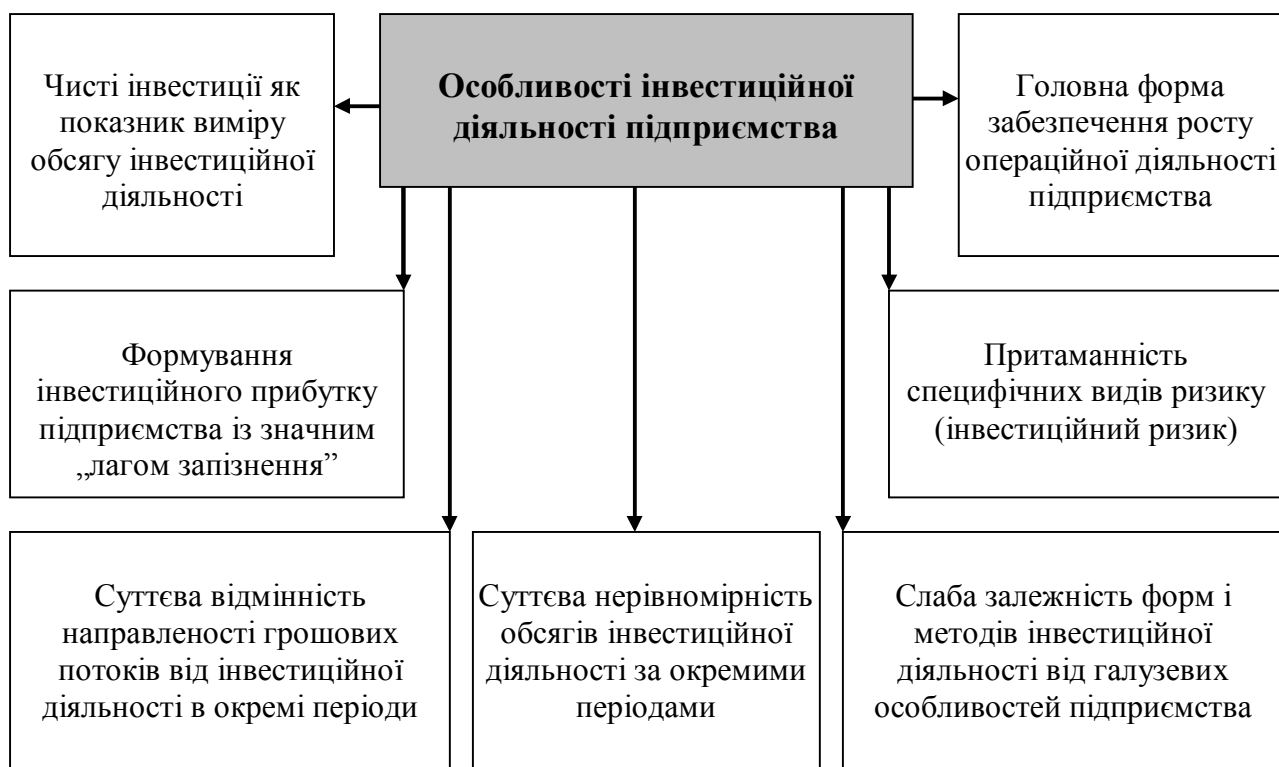 Особливості інвестиційної
діяльності підприємства
Чисті інвестиції як
показник виміру
обсягу інвестиційної
діяльності
Головна форма
забезпечення росту
операційної діяльності
підприємства
Формування
інвестиційного прибутку
підприємства із значним
„лагом запізнення”
Притаманність
специфічних видів ризику
(інвестиційний ризик)
Суттєва відмінність
направленості грошових
потоків від інвестиційної
діяльності в окремі періоди
Суттєва нерівномірність
обсягів інвестиційної
діяльності за окремими
періодами
Слаба залежність форм і
методів інвестиційної
діяльності від галузевих
особливостей підприємства